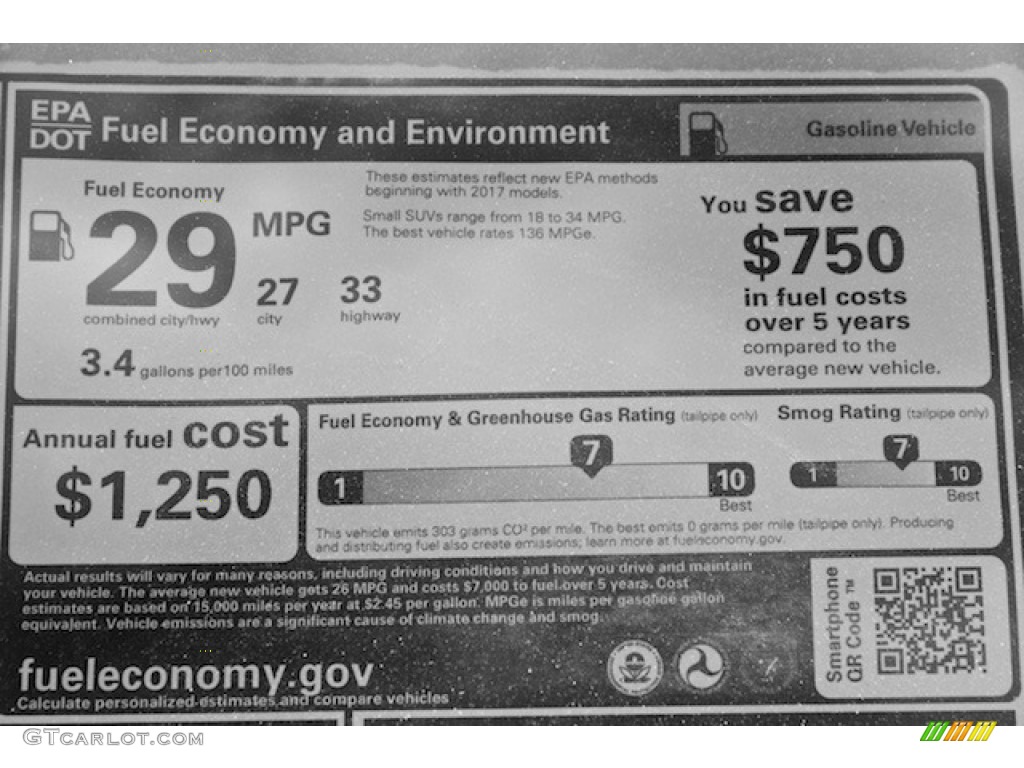 EPA
DOT
Fuel Economy and Environment
Gasoline Vehicle
Fuel Economy
29 MPG
combined city/hwy
27
city
33
highway
3.4 gallons per100 miles
These estimates reflect new EPA methods
beginning with 2017 models.
Small SUVs range from 18 to 34 MPG.
The best vehicle rates 136 MPGe.
You save
$750
in fuel costs
over 5 years
compared to the
average new vehicle.
Annual fuel cost
$1,250
Fuel Economy & Greenhouse Gas Rating (tailpipe only)
7
1
10
Best
Smog Rating (tailpipe only)
7
1
10
Best
This vehicle emits 303 grams CO² per mile. The best emits 0 grams per mile (tailpipe only). Producing
and distributing fuel also create emissions; learn more at fueleconomy.gov.
Actual results will vary for many reasons, including driving conditions and how you drive and maintain
your vehicle. The average new vehicle gets 26 MPG and costs $7,000 to fuel over 5 years. Cost
estimates are based on 15,000 miles per year at $2.45 per gallon. MPGe is miles per gasoline gallon
equivalent. Vehicle emissions are a significant cause of climate change and smog.
fueleconomy.gov
Calculate personalized estimates and compare vehicles
Smartphone
QR Code ™
GTcarlot.com